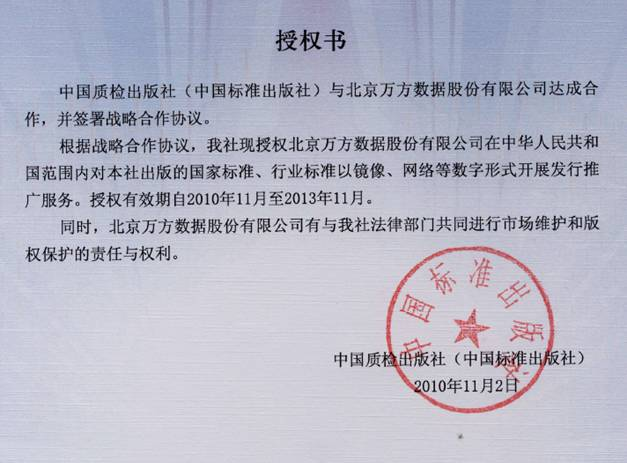 授权书
中国质检出版社（中国标准出版社）与北京万方数据股份有限公司达成合
作，并签署战略合作协议。
根据战略合作协议，我社现授权北京万方数据股份有限公司在中华人民共和
国范围内对本社出版的国家标准、行业标准以镜像、网络等数字形式开展发行推
广服务。授权有效期自2010年11月至2013年11月。
同时，北京万方数据股份有限公司有与我社法律部门共同进行市场维护和版
权保护的责任与权利。
中国标准出版社
中国质检出版社（中国标准出版社）
2010年11月2日